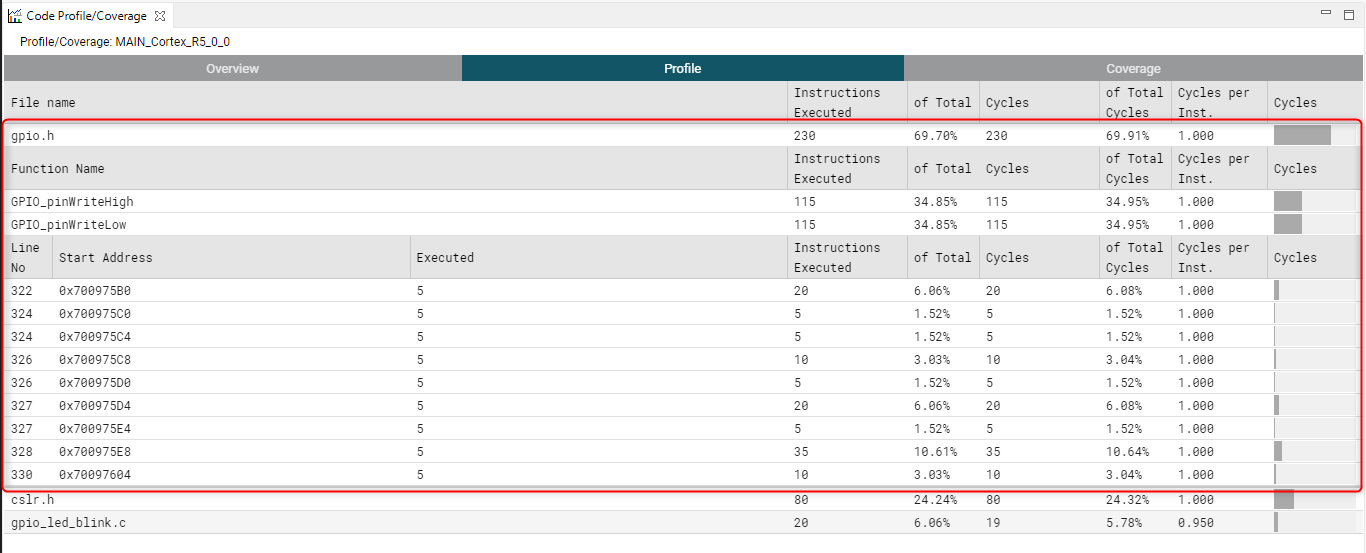 Code Profile/Coverage
Profile/Coverage: MAIN_Cortex_R5_0_0
Overview Profile Coverage
File name Instructions Executed of Total Cycles of Total Cycles Cycles per Inst. Cycles
gpio.h 230 69.70% 230 69.91% 1.000
Function Name Instructions Executed of Total Cycles of Total Cycles Cycles per Inst. Cycles
GPIO_pinWriteHigh 115 34.85% 115 34.95% 1.000
GPIO_pinWriteLow 115 34.85% 115 34.95% 1.000
Line No Start Address Executed Instructions Executed of Total Cycles of Total Cycles Cycles per Inst. Cycles
322 0x700975B0 5 20 6.06% 20 6.08% 1.000
324 0x700975C0 5 5 1.52% 5 1.52% 1.000
324 0x700975C4 5 5 1.52% 5 1.52% 1.000
326 0x700975C8 5 10 3.03% 10 3.04% 1.000
326 0x700975D0 5 5 1.52% 5 1.52% 1.000
327 0x700975D4 5 20 6.06% 20 6.08% 1.000
327 0x700975E4 5 5 1.52% 5 1.52% 1.000
328 0x700975E8 5 35 10.61% 35 10.64% 1.000
330 0x70097604 5 10 3.03% 10 3.04% 1.000
cslr.h 80 24.24% 80 24.32% 1.000
gpio_led_blink.c 20 6.06% 19 5.78% 0.950